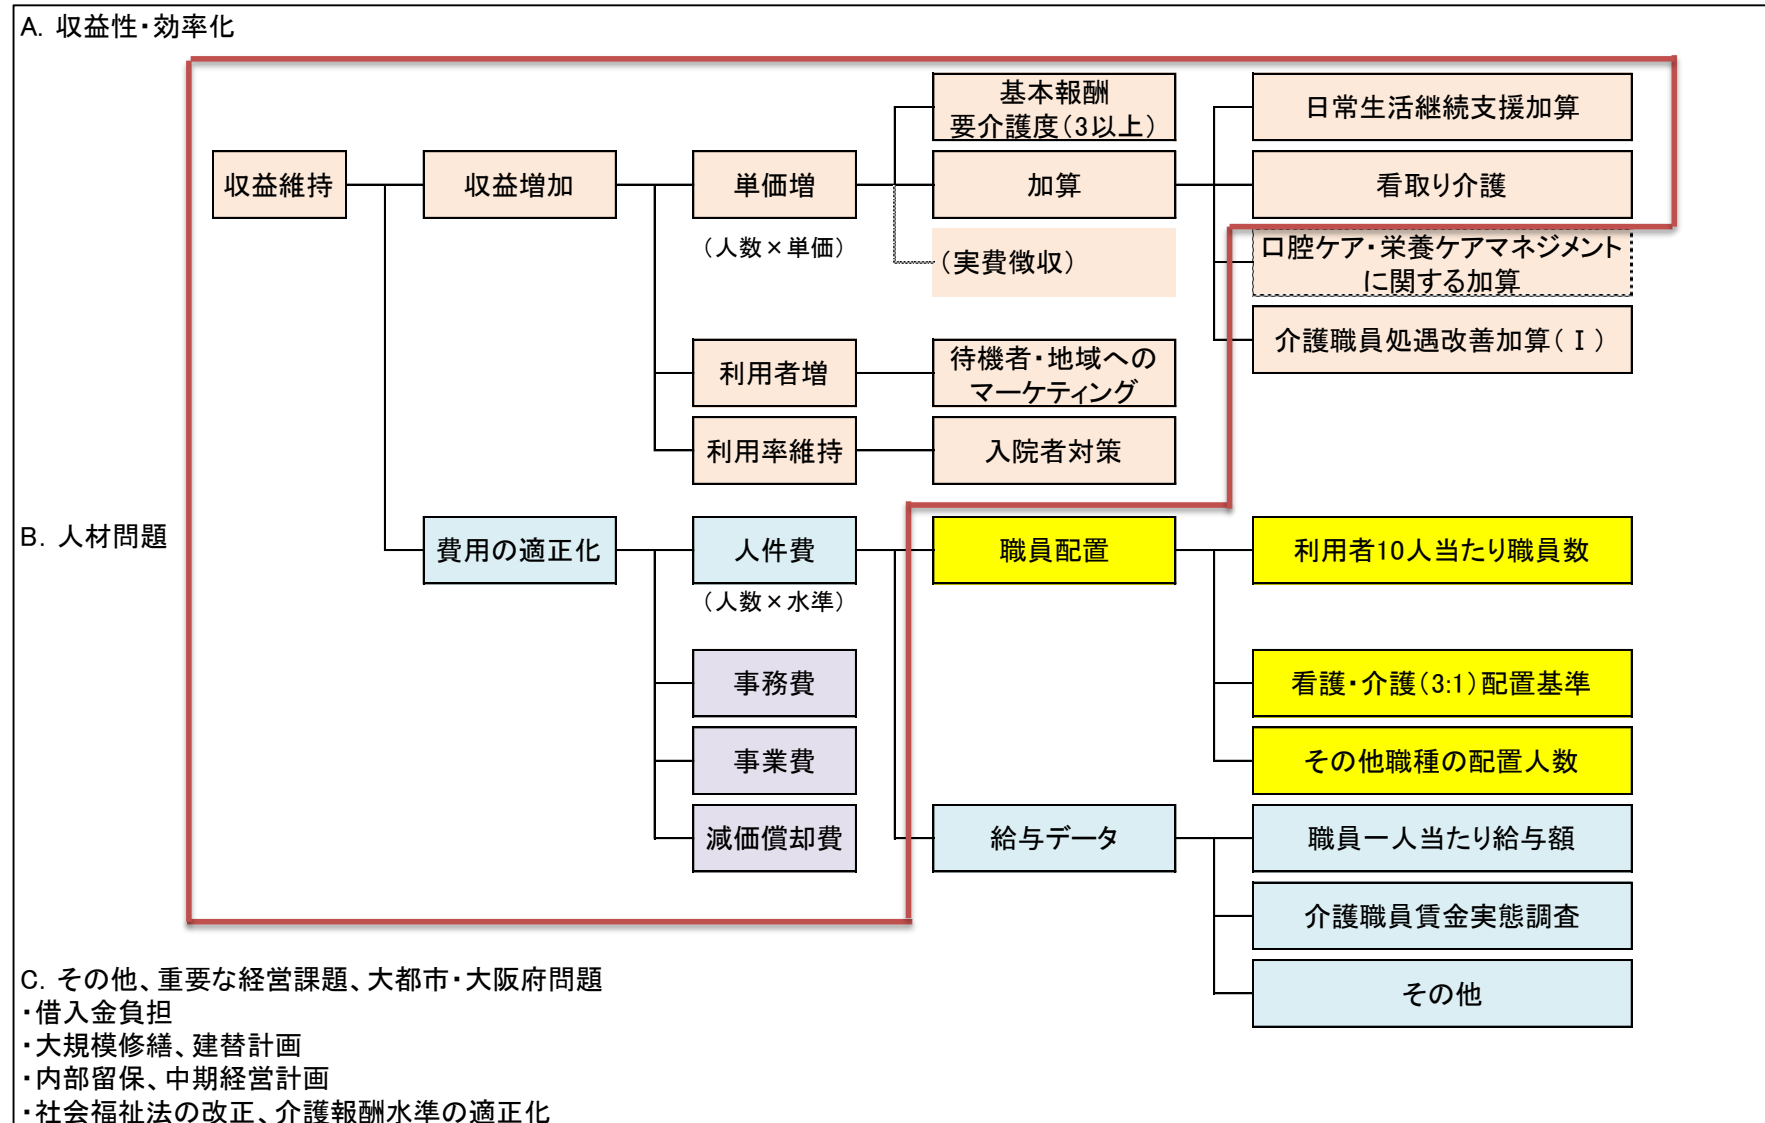 A. 収益性・効率化
基本報酬
要介護度(3以上)
日常生活継続支援加算
収益維持
収益増加
単価増
加算
看取り介護
(人数×単価)
(実費徴収)
口腔ケア・栄養ケアマネジメント
に関する加算
介護職員処遇改善加算(Ⅰ)
利用者増
待機者・地域への
マーケティング
利用率維持
入院者対策
B. 人材問題
費用の適正化
人件費
職員配置
利用者10人当たり職員数
(人数×水準)
事務費
看護・介護(3:1)配置基準
事業費
その他職種の配置人数
減価償却費
給与データ
職員一人当たり給与額
介護職員賃金実態調査
その他
C. その他、重要な経営課題、大都市・大阪府問題
・借入金負担
・大規模修繕、建替計画
・内部留保、中期経営計画
・社会福祉法の改正、介護報酬水準の適正化